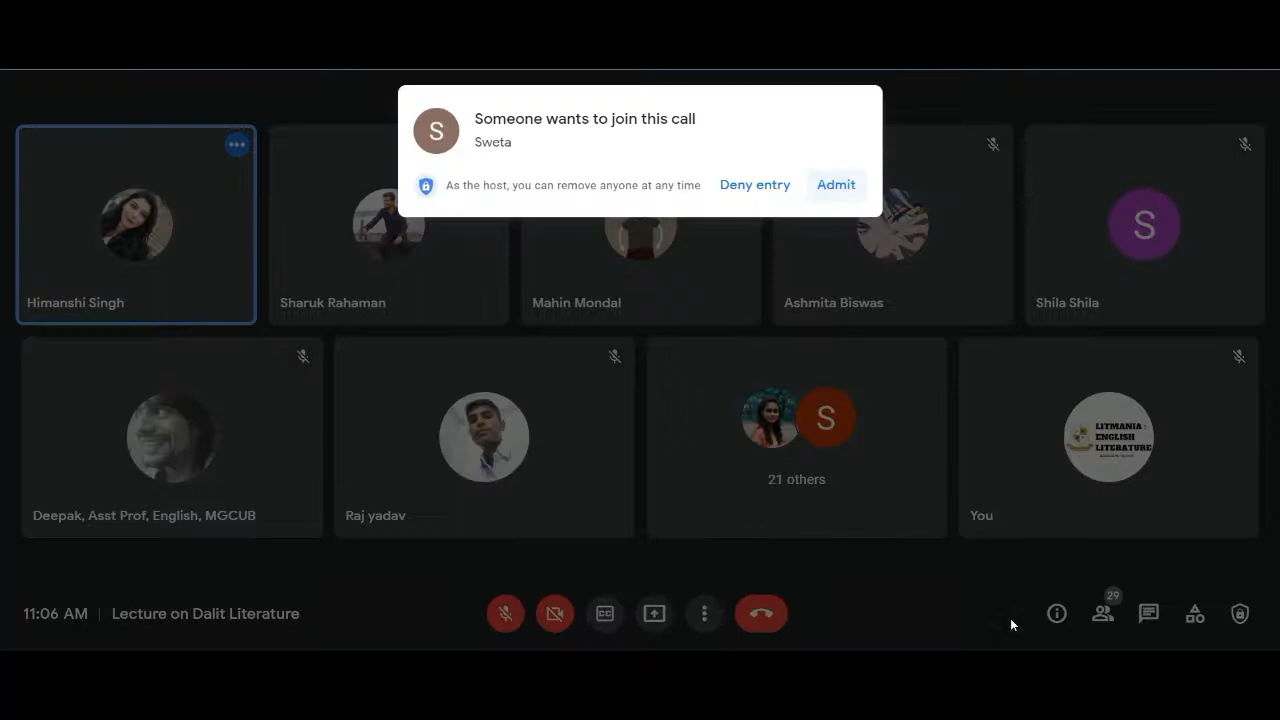 Someone wants to join this call
S
Sweta
As the host, you can remove anyone at any time
Deny entry
Admit
Himanshi Singh
Sharuk Rahaman
Mahin Mondal
Ashmita Biswas
S
Shila Shila
Deepak, Asst Prof, English, MGCUB
Raj yadav
S
21 others
LITMANIA :
ENGLISH
LITERATURE
You
11:06 AM | Lecture on Dalit Literature
CC
29